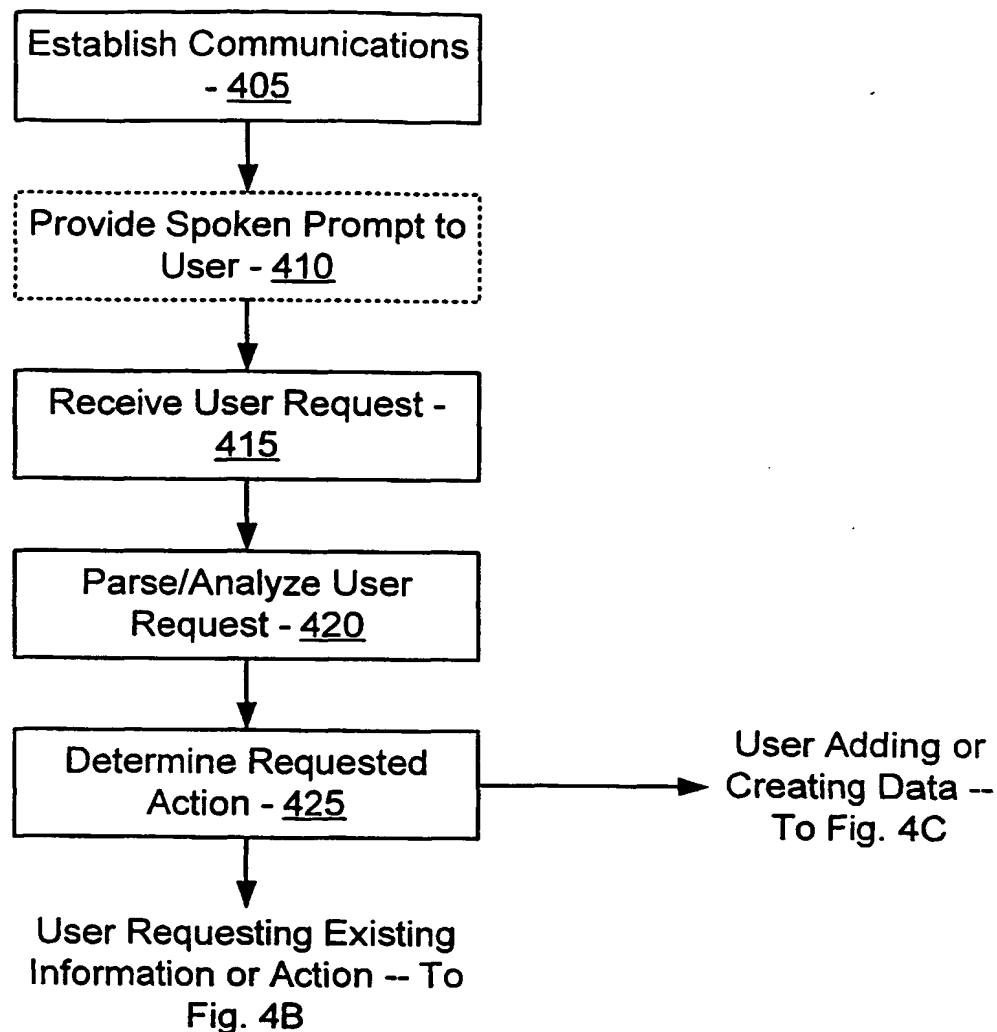 Establish Communications
- 405
Provide Spoken Prompt to
User - 410
Receive User Request -
415
Parse/Analyze User
Request - 420
Determine Requested
Action - 425
User Adding or
Creating Data --
To Fig. 4C
User Requesting Existing
Information or Action -- To
Fig. 4B